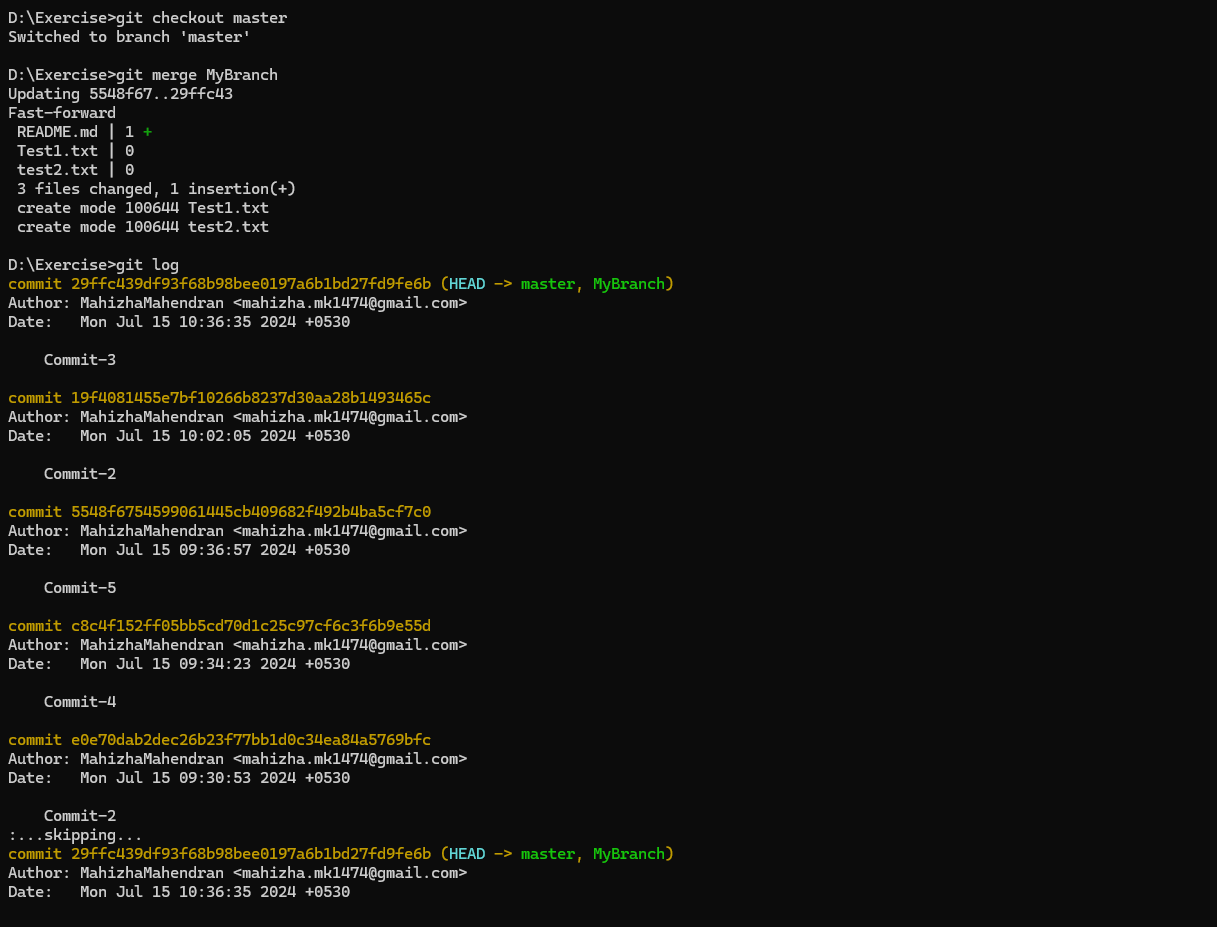 D:\Exercise>git checkout master
Switched to branch 'master'
D:\Exercise>git merge MyBranch
Updating 5548f67..29ffc43
Fast-forward
 README.md | 1 +
 Test1.txt | 0
 test2.txt | 0
 3 files changed, 1 insertion(+)
 create mode 100644 Test1.txt
 create mode 100644 test2.txt
D:\Exercise>git log
commit 29ffc439df93f68b98bee0197a6b1bd27fd9fe6b (HEAD -> master, MyBranch)
Author: MahizhaMahendran <mahizha.mk1474@gmail.com>
Date:   Mon Jul 15 10:36:35 2024 +0530
    Commit-3
commit 19f4081455e7bf10266b8237d30aa28b1493465c
Author: MahizhaMahendran <mahizha.mk1474@gmail.com>
Date:   Mon Jul 15 10:02:05 2024 +0530
    Commit-2
commit 5548f6754599061445cb409682f492b4ba5cf7c0
Author: MahizhaMahendran <mahizha.mk1474@gmail.com>
Date:   Mon Jul 15 09:36:57 2024 +0530
    Commit-5
commit c8c4f152ff05bb5cd70d1c25c97cf6c3f6b9e55d
Author: MahizhaMahendran <mahizha.mk1474@gmail.com>
Date:   Mon Jul 15 09:34:23 2024 +0530
    Commit-4
commit e0e70dab2dec26b23f77bb1d0c34ea84a5769bfc
Author: MahizhaMahendran <mahizha.mk1474@gmail.com>
Date:   Mon Jul 15 09:30:53 2024 +0530
    Commit-2
:...skipping...
commit 29ffc439df93f68b98bee0197a6b1bd27fd9fe6b (HEAD -> master, MyBranch)
Author: MahizhaMahendran <mahizha.mk1474@gmail.com>
Date:   Mon Jul 15 10:36:35 2024 +0530